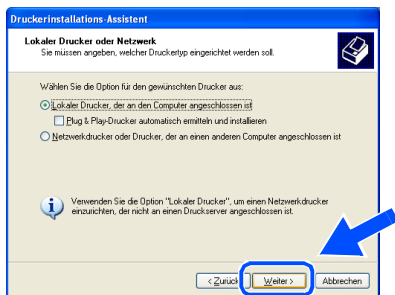 Druckerinstallations-Assistent
Lokaler Drucker oder Netzwerk
Sie müssen angeben, welcher Druckertyp eingerichtet werden soll.
Wählen Sie die Option für den gewünschten Drucker aus:
Lokaler Drucker, der an den Computer angeschlossen ist
Plug & Play-Drucker automatisch ermitteln und installieren
Netzwerkdrucker oder Drucker, der an einen anderen Computer angeschlossen ist
Verwenden Sie die Option "Lokaler Drucker", um einen Netzwerkdrucker
einzurichten, der nicht an einen Druckserver angeschlossen ist.
< Zurück Weiter > Abbrechen